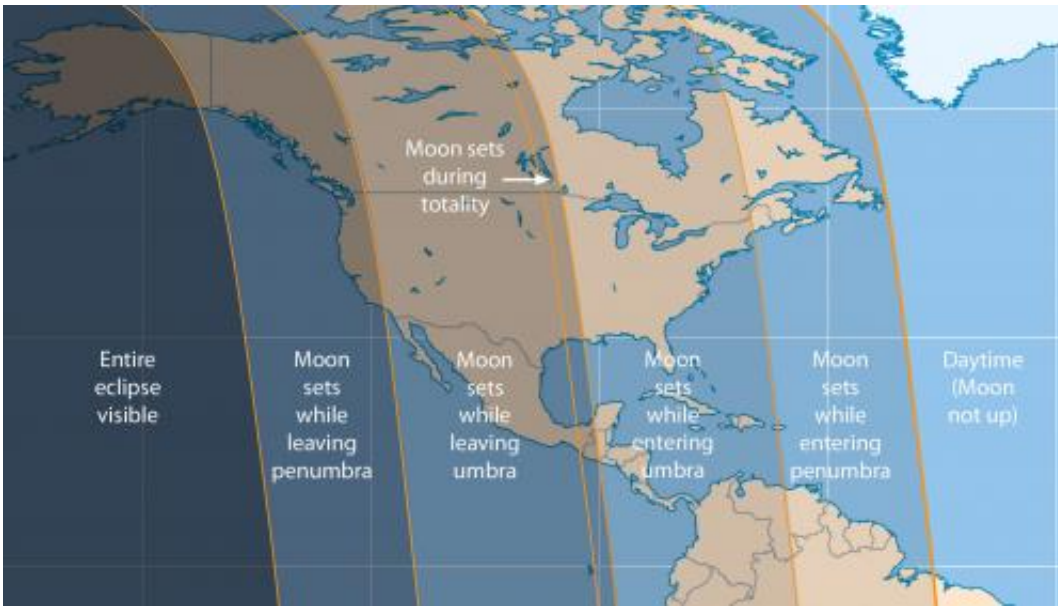 Moon sets
during
totality
Entire
eclipse
visible
Moon
sets
while
leaving
penumbra
Moon
sets
while
leaving
umbra
Moon
sets
while
entering
umbra
Moon
sets
while
entering
penumbra
Daytime
(Moon
not up)